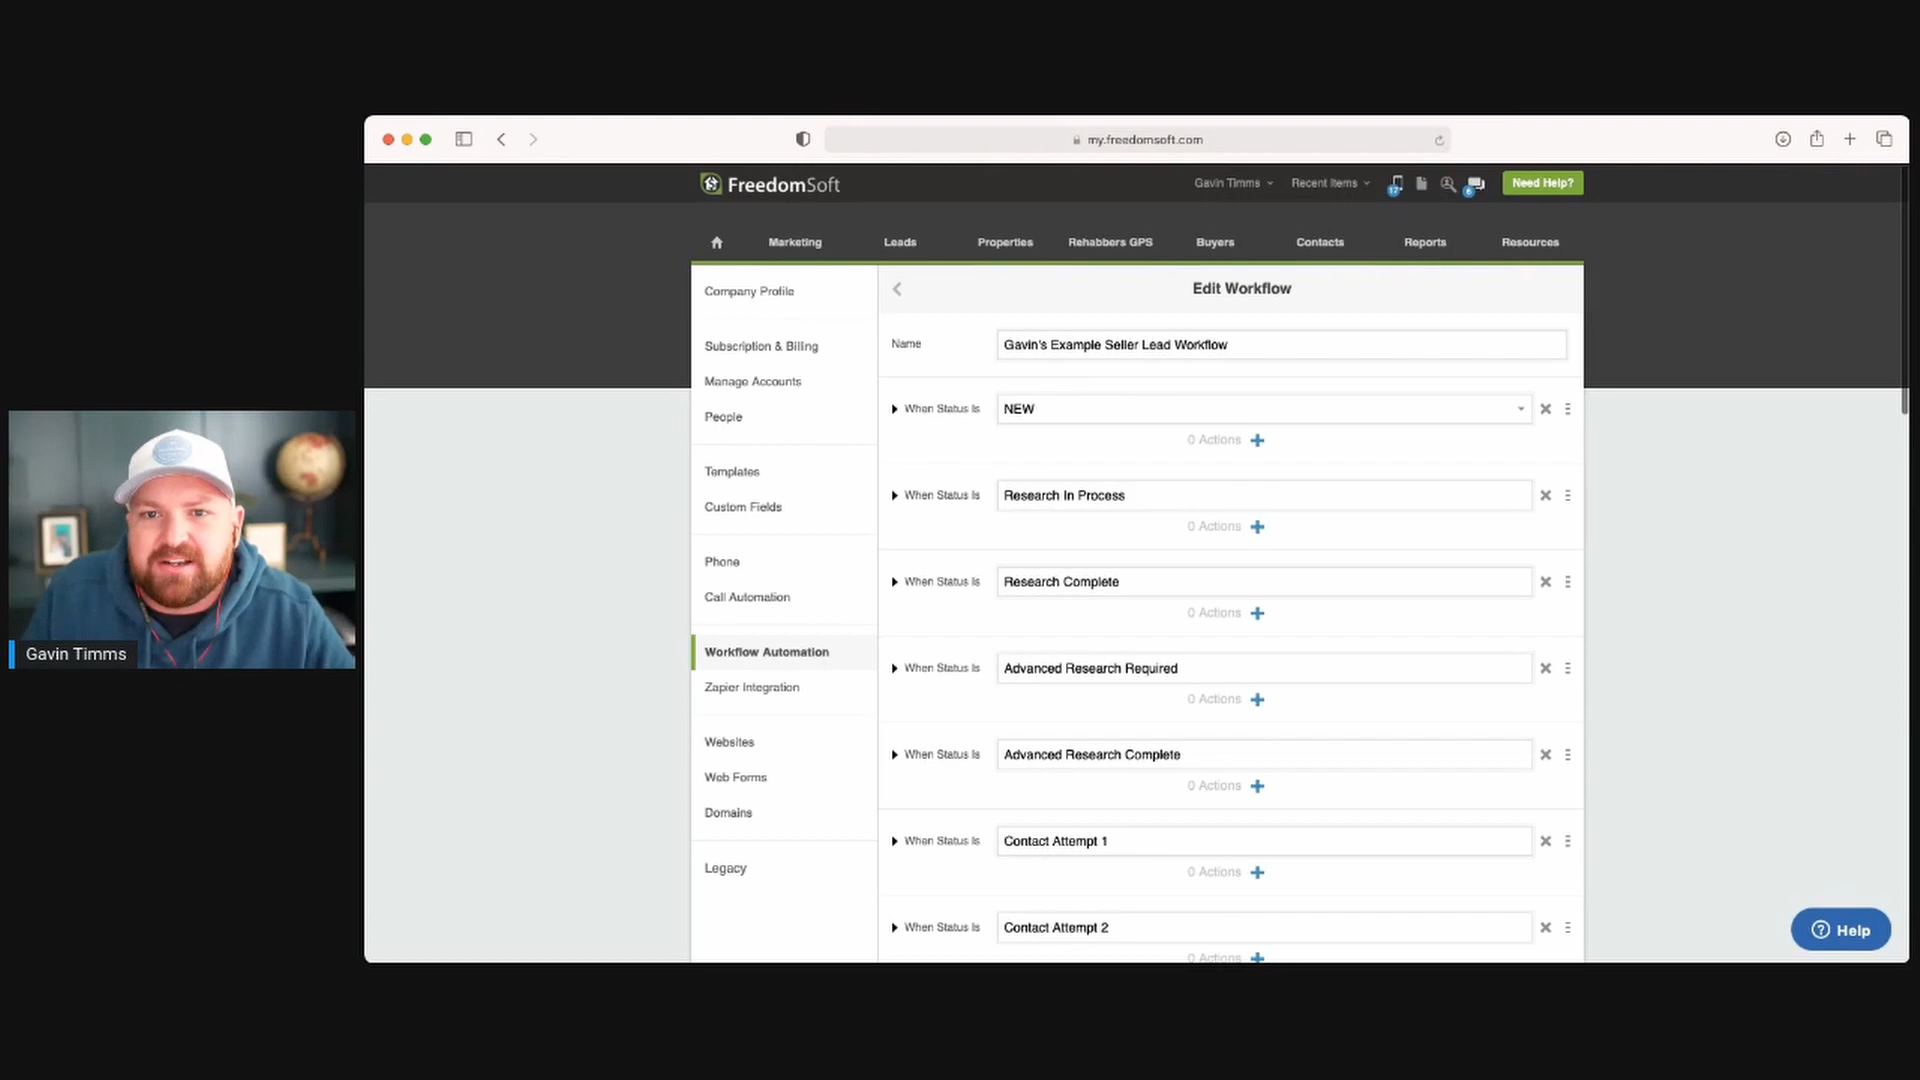 my.freedomsoft.com
FreedomSoft
Gavin Timms
Recent Items
17
6
Need Help?
Marketing
Leads
Properties
Rehabbers GPS
Buyers
Contacts
Reports
Resources
Company Profile
Subscription & Billing
Manage Accounts
People
Templates
Custom Fields
Phone
Call Automation
Workflow Automation
Zapier Integration
Websites
Web Forms
Domains
Legacy
Edit Workflow
Name
Gavin's Example Seller Lead Workflow
When Status Is
NEW
0 Actions
When Status Is
Research In Process
0 Actions
When Status Is
Research Complete
0 Actions
When Status Is
Advanced Research Required
0 Actions
When Status Is
Advanced Research Complete
0 Actions
When Status Is
Contact Attempt 1
0 Actions
When Status Is
Contact Attempt 2
0 Actions
Help
Gavin Timms